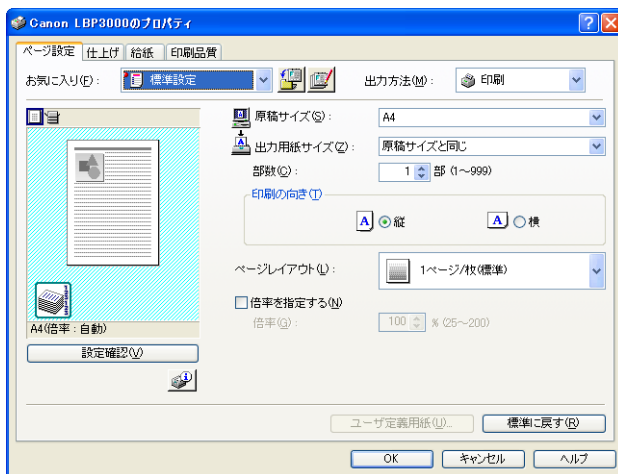 Canon LBP3000のプロパティ
ページ設定 仕上げ 給紙 印刷品質
お気に入り(F): 標準設定 出力方法(M): 印刷
原稿サイズ(S): A4
出力用紙サイズ(Z): 原稿サイズと同じ
部数(C): 1 部 (1~999)
印刷の向き(T)
A 縦 A 横
ページレイアウト(L): 1ページ/枚(標準)
倍率を指定する(N)
倍率(G): 100 % (25~200)
A4(倍率:自動)
設定確認(V)
ユーザ定義用紙(U)... 標準に戻す(R)
OK キャンセル ヘルプ